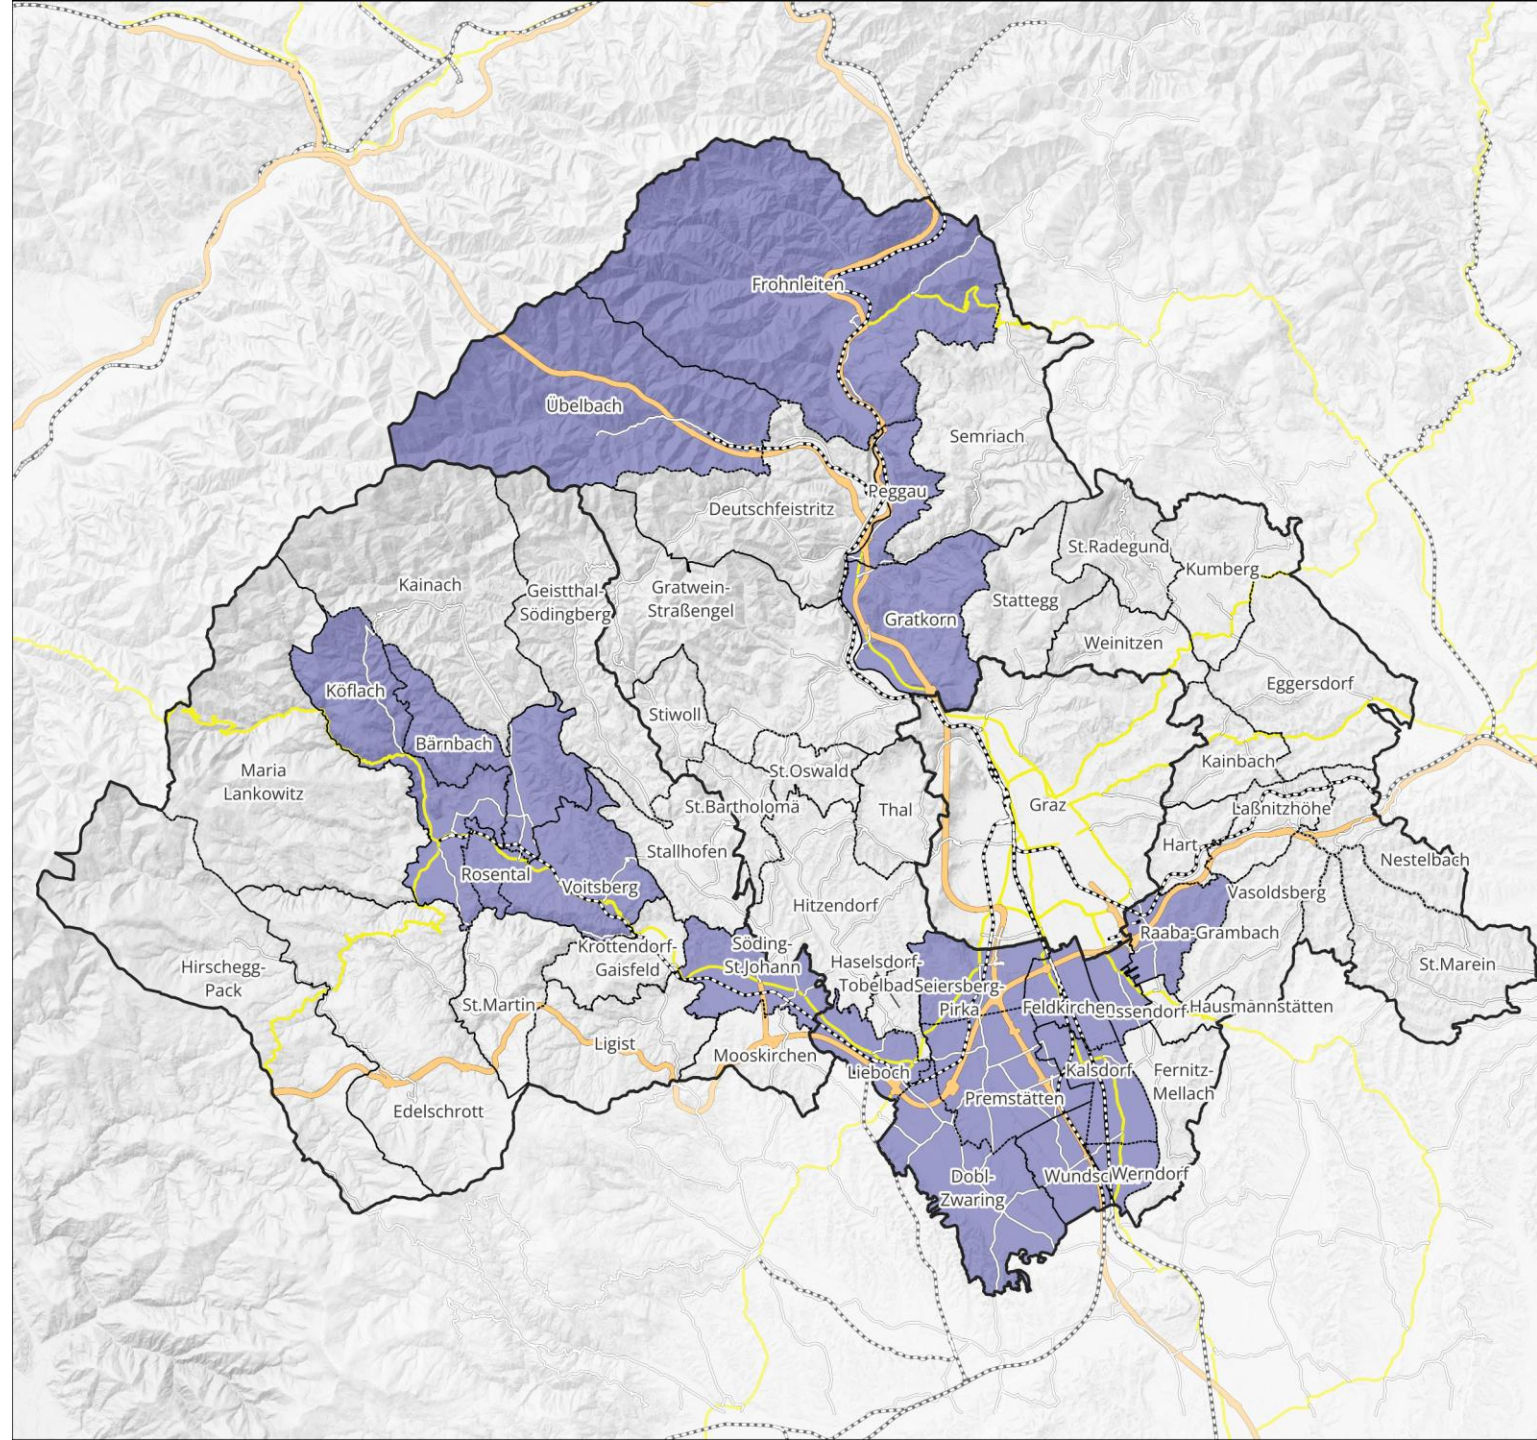 Frohnleiten
Übelbach
Semriach
Peggau
Deutschfeistritz
St.Radegund
Kumberg
Kainach
Geistthal-
Södingberg
Gratwein-
Straßengel
Stattegg
Gratkorn
Weinitzen
Eggersdorf
Köflach
Stiwoll
Bärnbach
Kainbach
Maria
Lankowitz
St.Oswald
St.Bartholomä
Thal
Graz
Laßnitzhöhe
Hart
Stallhofen
Nestelbach
Rosental
Voitsberg
Vasoldsberg
Hitzendorf
Raaba-Grambach
Krottendorf-
Gaisfeld
Söding-
St.Johann
Haselsdorf-
Tobelbad
Seiersberg-
Pirka
St.Marein
Hirschegg-
Pack
St.Martin
Feldkirchen
ssendorf
Hausmannstätten
Ligist
Mooskirchen
Lieboch
Kalsdorf
Fernitz-
Mellach
Premstätten
Edelschrott
Dobl-
Zwaring
Wundsc
Werndorf